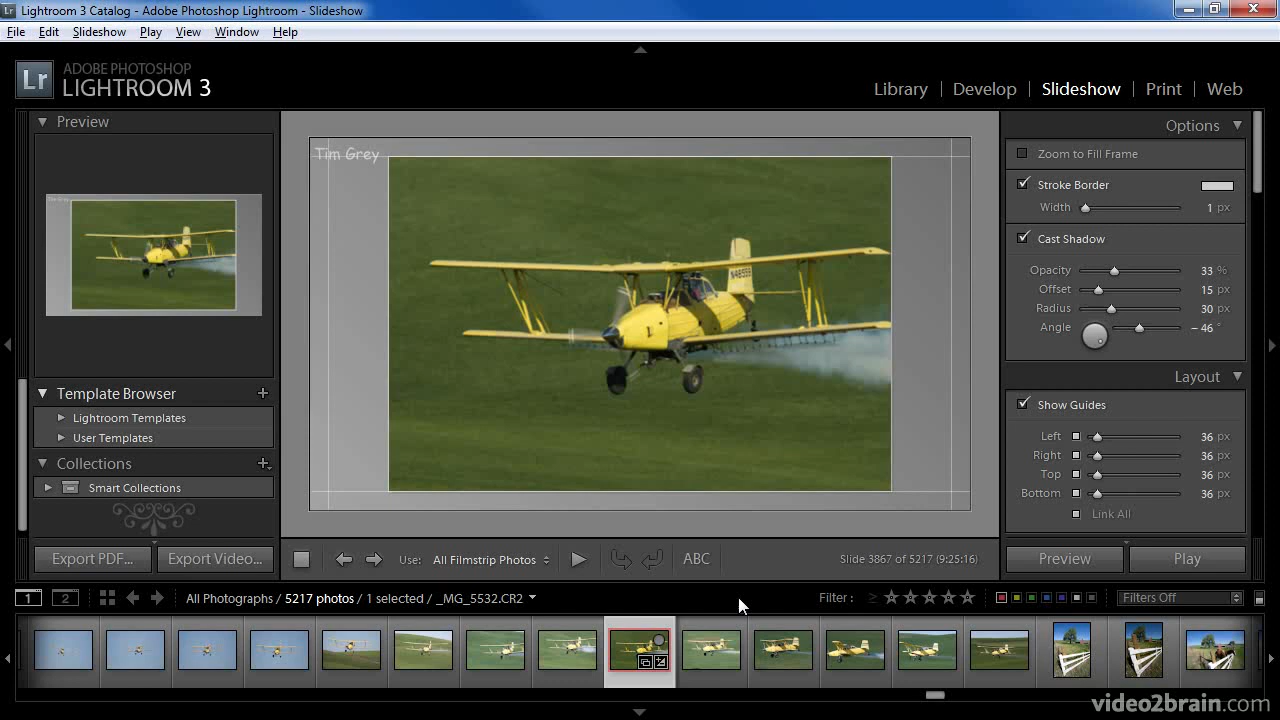 Lightroom 3 Catalog - Adobe Photoshop Lightroom - Slideshow
File Edit Slideshow Play View Window Help
Lr ADOBE PHOTOSHOP
LIGHTROOM 3
Library | Develop | Slideshow | Print | Web
Preview
Template Browser
Lightroom Templates
User Templates
Collections
Smart Collections
Export PDF... Export Video...
Tim Grey
N4855S
Use: All Filmstrip Photos
ABC
Slide 3867 of 5217 (9:25:16)
Options
Zoom to Fill Frame
Stroke Border
Width 1 px
Cast Shadow
Opacity 33 %
Offset 15 px
Radius 30 px
Angle - 46 °
Layout
Show Guides
Left 36 px
Right 36 px
Top 36 px
Bottom 36 px
Link All
Preview Play
1 2 All Photographs / 5217 photos / 1 selected / _MG_5532.CR2
Filter : ≥ Filters Off
video2brain.com